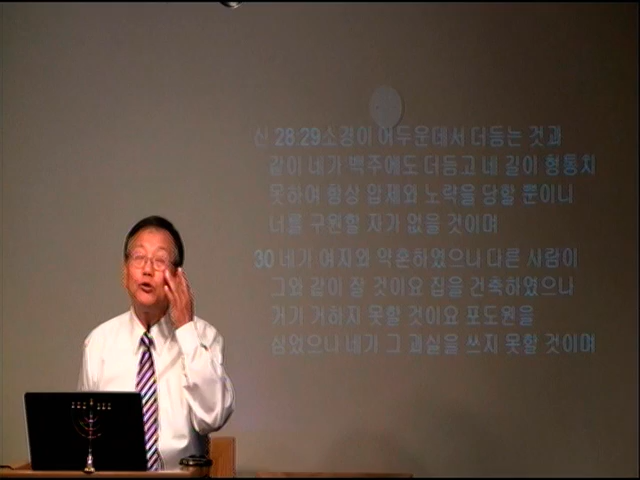 신 28:29소경이 어두운데서 더듬는 것과
같이 네가 백주에도 더듬고 네 길이 형통치
못하여 항상 압제와 노략을 당할 뿐이니
너를 구원할 자가 없을 것이며
30 네가 여자와 약혼하였으나 다른 사람이
그와 같이 잘 것이요 집을 건축하였으나
거기 거하지 못할 것이요 포도원을
심었으나 네가 그 과실을 쓰지 못할 것이며